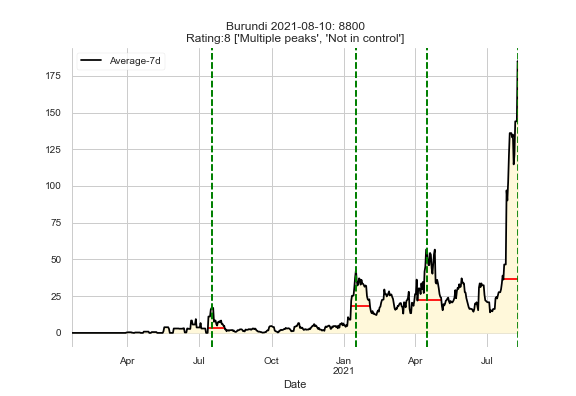 Burundi 2021-08-10: 8800
Rating:8 ['Multiple peaks', 'Not in control']
Average-7d
175
150
125
100
75
50
25
0
Apr Jul Oct Jan Apr Jul
2021
Date